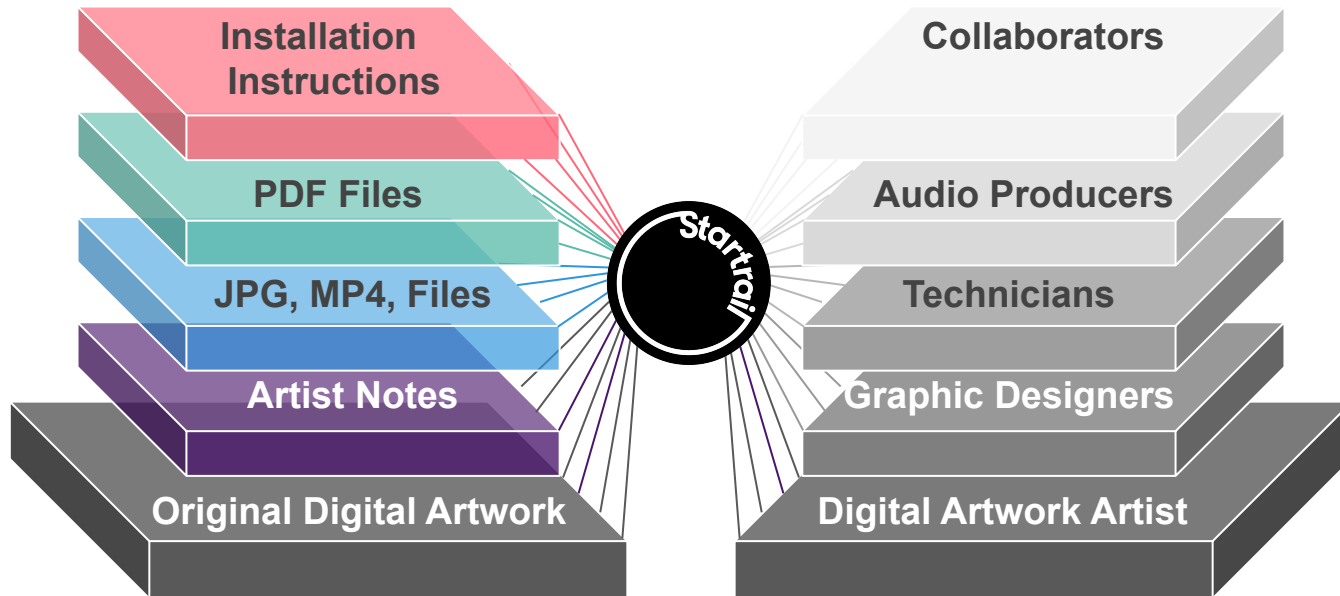 Installation
Instructions
PDF Files
JPG, MP4, Files
Artist Notes
Original Digital Artwork
Startrail
Collaborators
Audio Producers
Technicians
Graphic Designers
Digital Artwork Artist